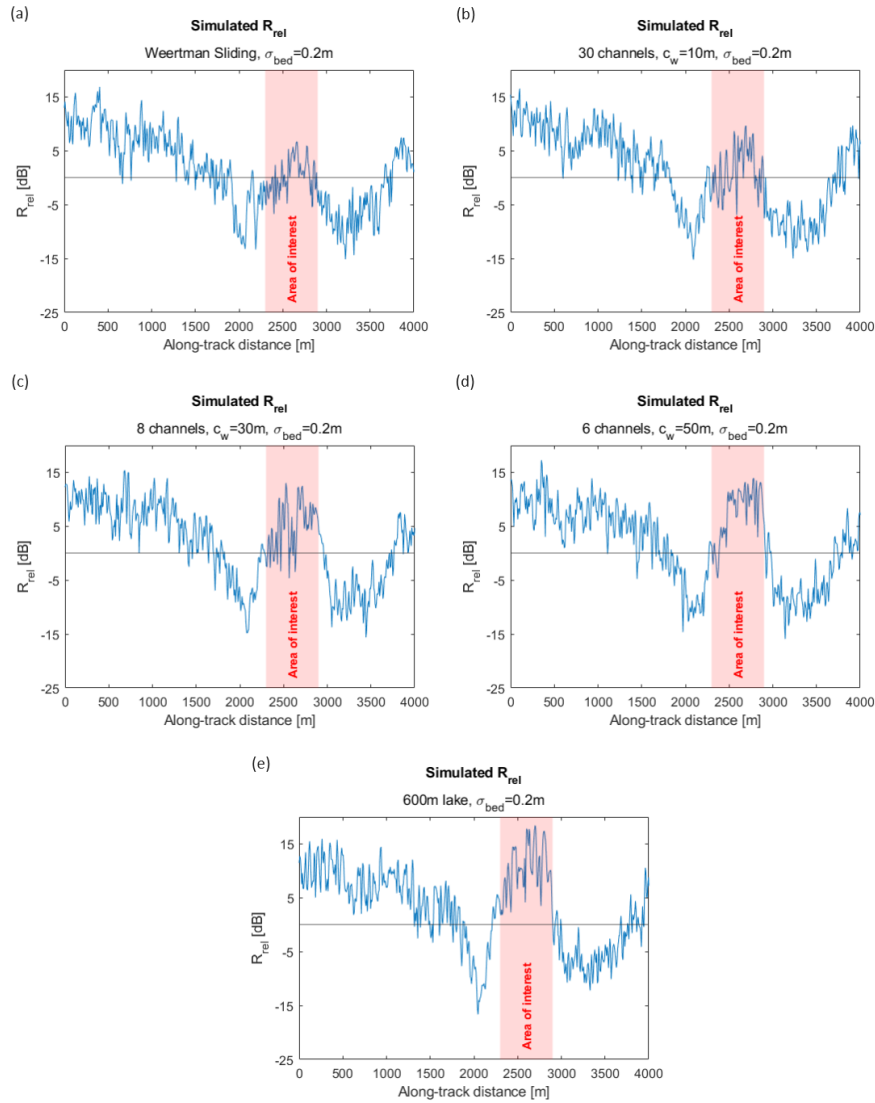 (a)
Simulated R_rel
Weertman Sliding, σ_bed=0.2m
15
5
-5
-15
-25
R_rel [dB]
Area of interest
0 500 1000 1500 2000 2500 3000 3500 4000
Along-track distance [m]
(b)
Simulated R_rel
30 channels, c_w=10m, σ_bed=0.2m
15
5
-5
-15
-25
R_rel [dB]
Area of interest
0 500 1000 1500 2000 2500 3000 3500 4000
Along-track distance [m]
(c)
Simulated R_rel
8 channels, c_w=30m, σ_bed=0.2m
15
5
-5
-15
-25
R_rel [dB]
Area of interest
0 500 1000 1500 2000 2500 3000 3500 4000
Along-track distance [m]
(d)
Simulated R_rel
6 channels, c_w=50m, σ_bed=0.2m
15
5
-5
-15
-25
R_rel [dB]
Area of interest
0 500 1000 1500 2000 2500 3000 3500 4000
Along-track distance [m]
(e)
Simulated R_rel
600m lake, σ_bed=0.2m
15
5
-5
-15
-25
R_rel [dB]
Area of interest
0 500 1000 1500 2000 2500 3000 3500 4000
Along-track distance [m]